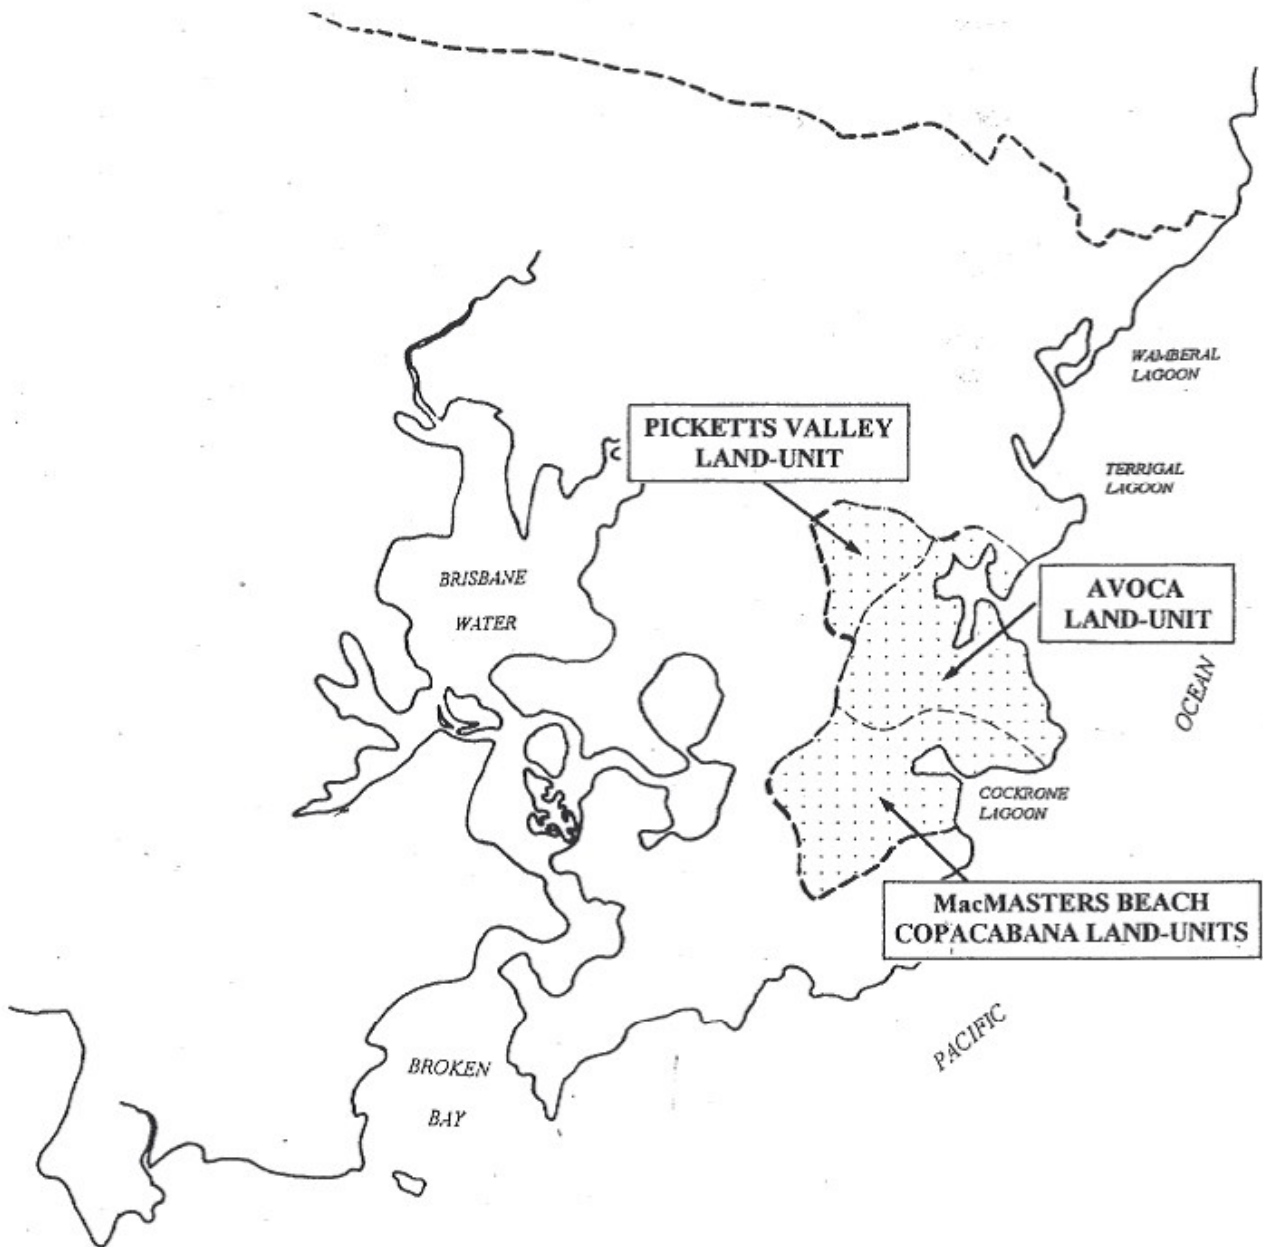 WAMBERAL
LAGOON
PICKETTS VALLEY
LAND-UNIT
TERRIGAL
LAGOON
BRISBANE
WATER
AVOCA
LAND-UNIT
OCEAN
COCKRONE
LAGOON
MacMASTERS BEACH
COPACABANA LAND-UNITS
PACIFIC
BROKEN
BAY